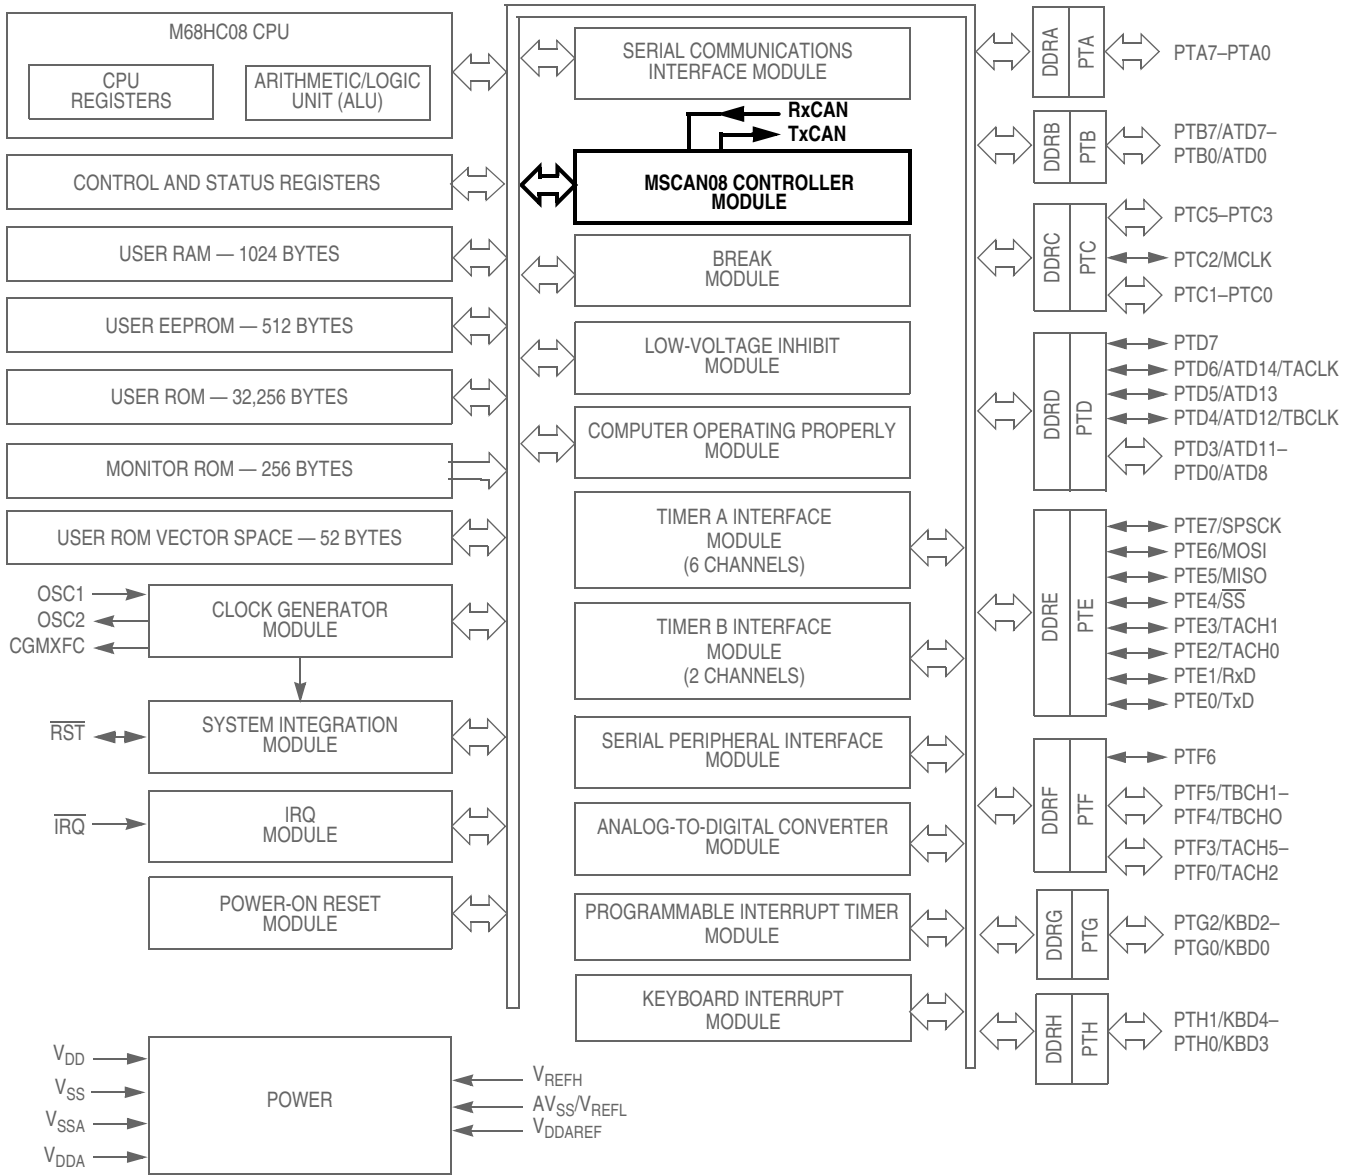 M68HC08 CPU
CPU
REGISTERS
ARITHMETIC/LOGIC
UNIT (ALU)
CONTROL AND STATUS REGISTERS
USER RAM — 1024 BYTES
USER EEPROM — 512 BYTES
USER ROM — 32,256 BYTES
MONITOR ROM — 256 BYTES
USER ROM VECTOR SPACE — 52 BYTES
OSC1
OSC2
CGMXFC
CLOCK GENERATOR
MODULE
RST
SYSTEM INTEGRATION
MODULE
IRQ
IRQ
MODULE
POWER-ON RESET
MODULE
VDD
VSS
VSSA
VDDA
POWER
VREFH
AVSS/VREFL
VDDAREF
SERIAL COMMUNICATIONS
INTERFACE MODULE
RxCAN
TxCAN
MSCAN08 CONTROLLER
MODULE
BREAK
MODULE
LOW-VOLTAGE INHIBIT
MODULE
COMPUTER OPERATING PROPERLY
MODULE
TIMER A INTERFACE
MODULE
(6 CHANNELS)
TIMER B INTERFACE
MODULE
(2 CHANNELS)
SERIAL PERIPHERAL INTERFACE
MODULE
ANALOG-TO-DIGITAL CONVERTER
MODULE
PROGRAMMABLE INTERRUPT TIMER
MODULE
KEYBOARD INTERRUPT
MODULE
DDRA
PTA
PTA7–PTA0
DDRB
PTB
PTB7/ATD7–
PTB0/ATD0
DDRC
PTC
PTC5–PTC3
PTC2/MCLK
PTC1–PTC0
DDRD
PTD
PTD7
PTD6/ATD14/TACLK
PTD5/ATD13
PTD4/ATD12/TBCLK
PTD3/ATD11–
PTD0/ATD8
DDRE
PTE
PTE7/SPSCK
PTE6/MOSI
PTE5/MISO
PTE4/SS
PTE3/TACH1
PTE2/TACH0
PTE1/RxD
PTE0/TxD
DDRF
PTF
PTF6
PTF5/TBCH1–
PTF4/TBCHO
PTF3/TACH5–
PTF0/TACH2
DDRG
PTG
PTG2/KBD2–
PTG0/KBD0
DDRH
PTH
PTH1/KBD4–
PTH0/KBD3